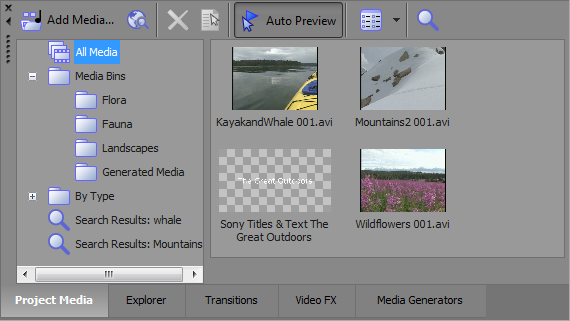 Add Media...
Auto Preview
All Media
Media Bins
Flora
Fauna
Landscapes
Generated Media
By Type
Search Results: whale
Search Results: Mountains
KayakandWhale 001.avi
Mountains2 001.avi
The Great Outdoors
Sony Titles & Text The
Great Outdoors
Wildflowers 001.avi
Project Media
Explorer
Transitions
Video FX
Media Generators